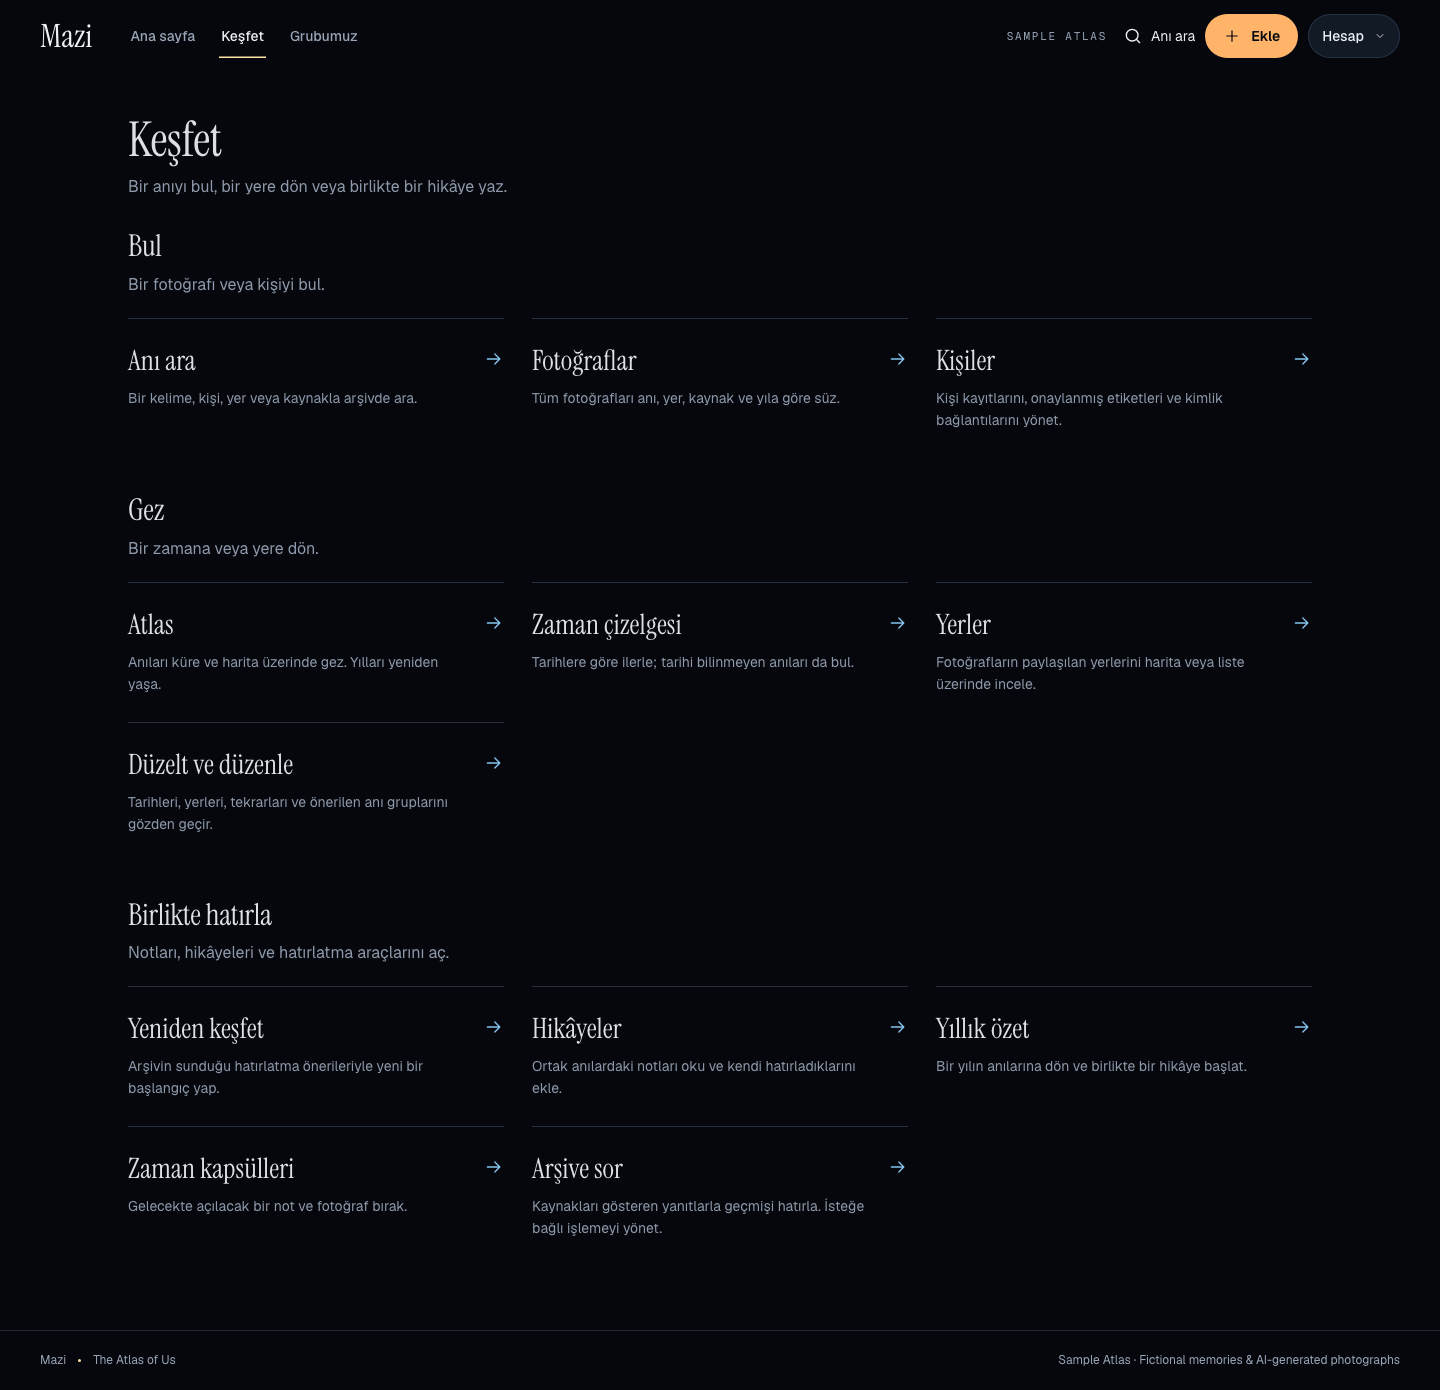 Mazi
Ana sayfa
Keşfet
Grubumuz
SAMPLE ATLAS
Anı ara
Ekle
Hesap
Keşfet
Bir anıyı bul, bir yere dön veya birlikte bir hikâye yaz.
Bul
Bir fotoğrafı veya kişiyi bul.
Anı ara
Bir kelime, kişi, yer veya kaynakla arşivde ara.
Fotoğraflar
Tüm fotoğrafları anı, yer, kaynak ve yıla göre süz.
Kişiler
Kişi kayıtlarını, onaylanmış etiketleri ve kimlik
bağlantılarını yönet.
Gez
Bir zamana veya yere dön.
Atlas
Anıları küre ve harita üzerinde gez. Yılları yeniden
yaşa.
Zaman çizelgesi
Tarihlere göre ilerle; tarihi bilinmeyen anıları da bul.
Yerler
Fotoğrafların paylaşılan yerlerini harita veya liste
üzerinde incele.
Düzelt ve düzenle
Tarihleri, yerleri, tekrarları ve önerilen anı gruplarını
gözden geçir.
Birlikte hatırla
Notları, hikâyeleri ve hatırlatma araçlarını aç.
Yeniden keşfet
Arşivin sunduğu hatırlatma önerileriyle yeni bir
başlangıç yap.
Hikâyeler
Ortak anılardaki notları oku ve kendi hatırladıklarını
ekle.
Yıllık özet
Bir yılın anılarına dön ve birlikte bir hikâye başlat.
Zaman kapsülleri
Gelecekte açılacak bir not ve fotoğraf bırak.
Arşive sor
Kaynakları gösteren yanıtlarla geçmişi hatırla. İsteğe
bağlı işlemeyi yönet.
Mazi • The Atlas of Us
Sample Atlas · Fictional memories & AI-generated photographs